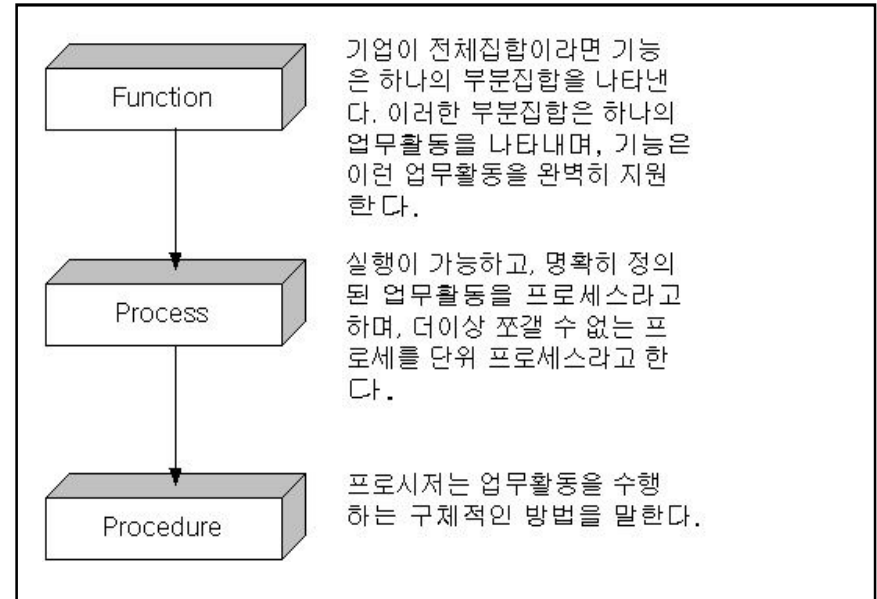 Function
기업이 전체집합이라면 기능
은 하나의 부분집합을 나타낸
다. 이러한 부분집합은 하나의
업무활동을 나타내며, 기능은
이런 업무활동을 완벽히 지원
한다.
Process
실행이 가능하고, 명확히 정의
된 업무활동을 프로세스라고
하며, 더이상 쪼갤 수 없는 프
로세를 단위 프로세스라고 한
다.
Procedure
프로시저는 업무활동을 수행
하는 구체적인 방법을 말한다.